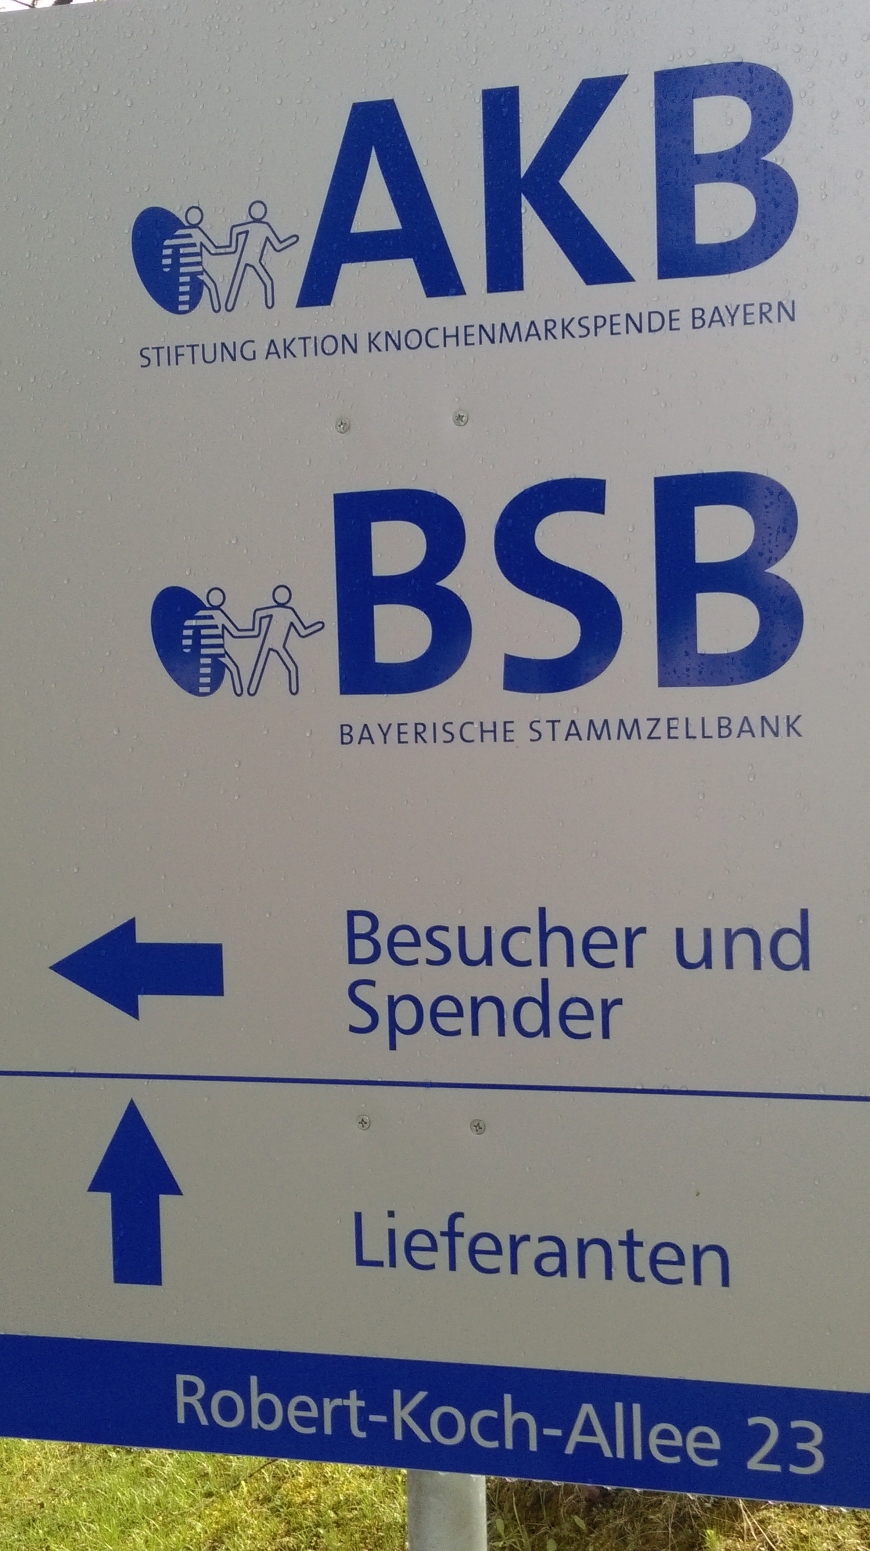 AKB
STIFTUNG AKTION KNOCHENMARKSPENDE BAYERN
BSB
BAYERISCHE STAMMZELLBANK
Besucher und
Spender
Lieferanten
Robert-Koch-Allee 23